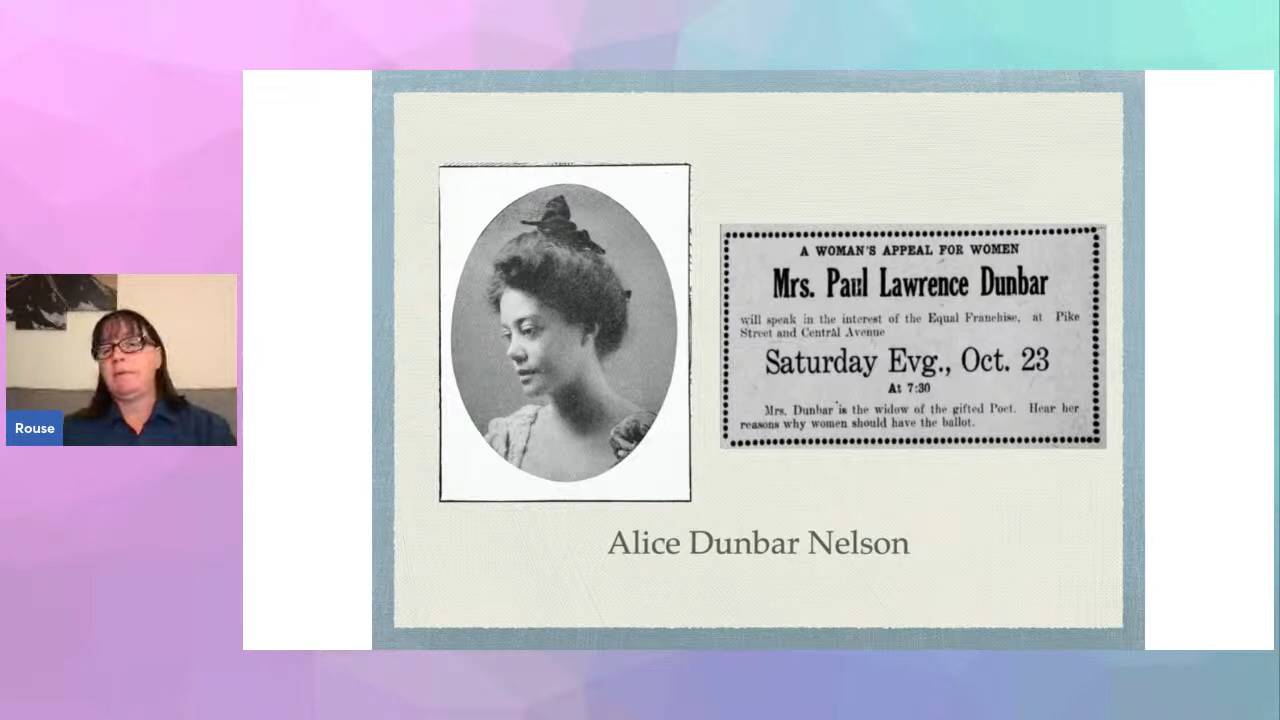 Rouse
A WOMAN'S APPEAL FOR WOMEN
Mrs. Paul Lawrence Dunbar
will speak in the interest of the Equal Franchise, at Pike
Street and Central Avenue
Saturday Evg., Oct. 23
At 7:30
Mrs. Dunbar is the widow of the gifted Poet. Hear her
reasons why women should have the ballot.
Alice Dunbar Nelson